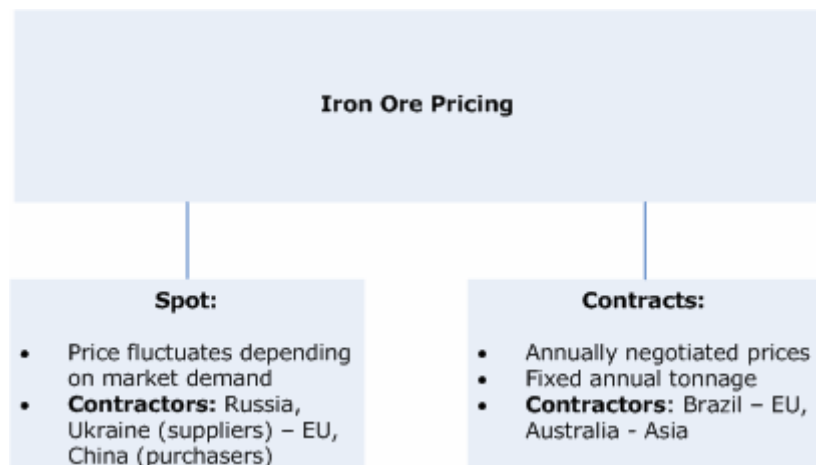 Iron Ore Pricing
Spot:
• Price fluctuates depending
on market demand
• Contractors: Russia,
Ukraine (suppliers) – EU,
China (purchasers)
Contracts:
• Annually negotiated prices
• Fixed annual tonnage
• Contractors: Brazil – EU,
Australia - Asia